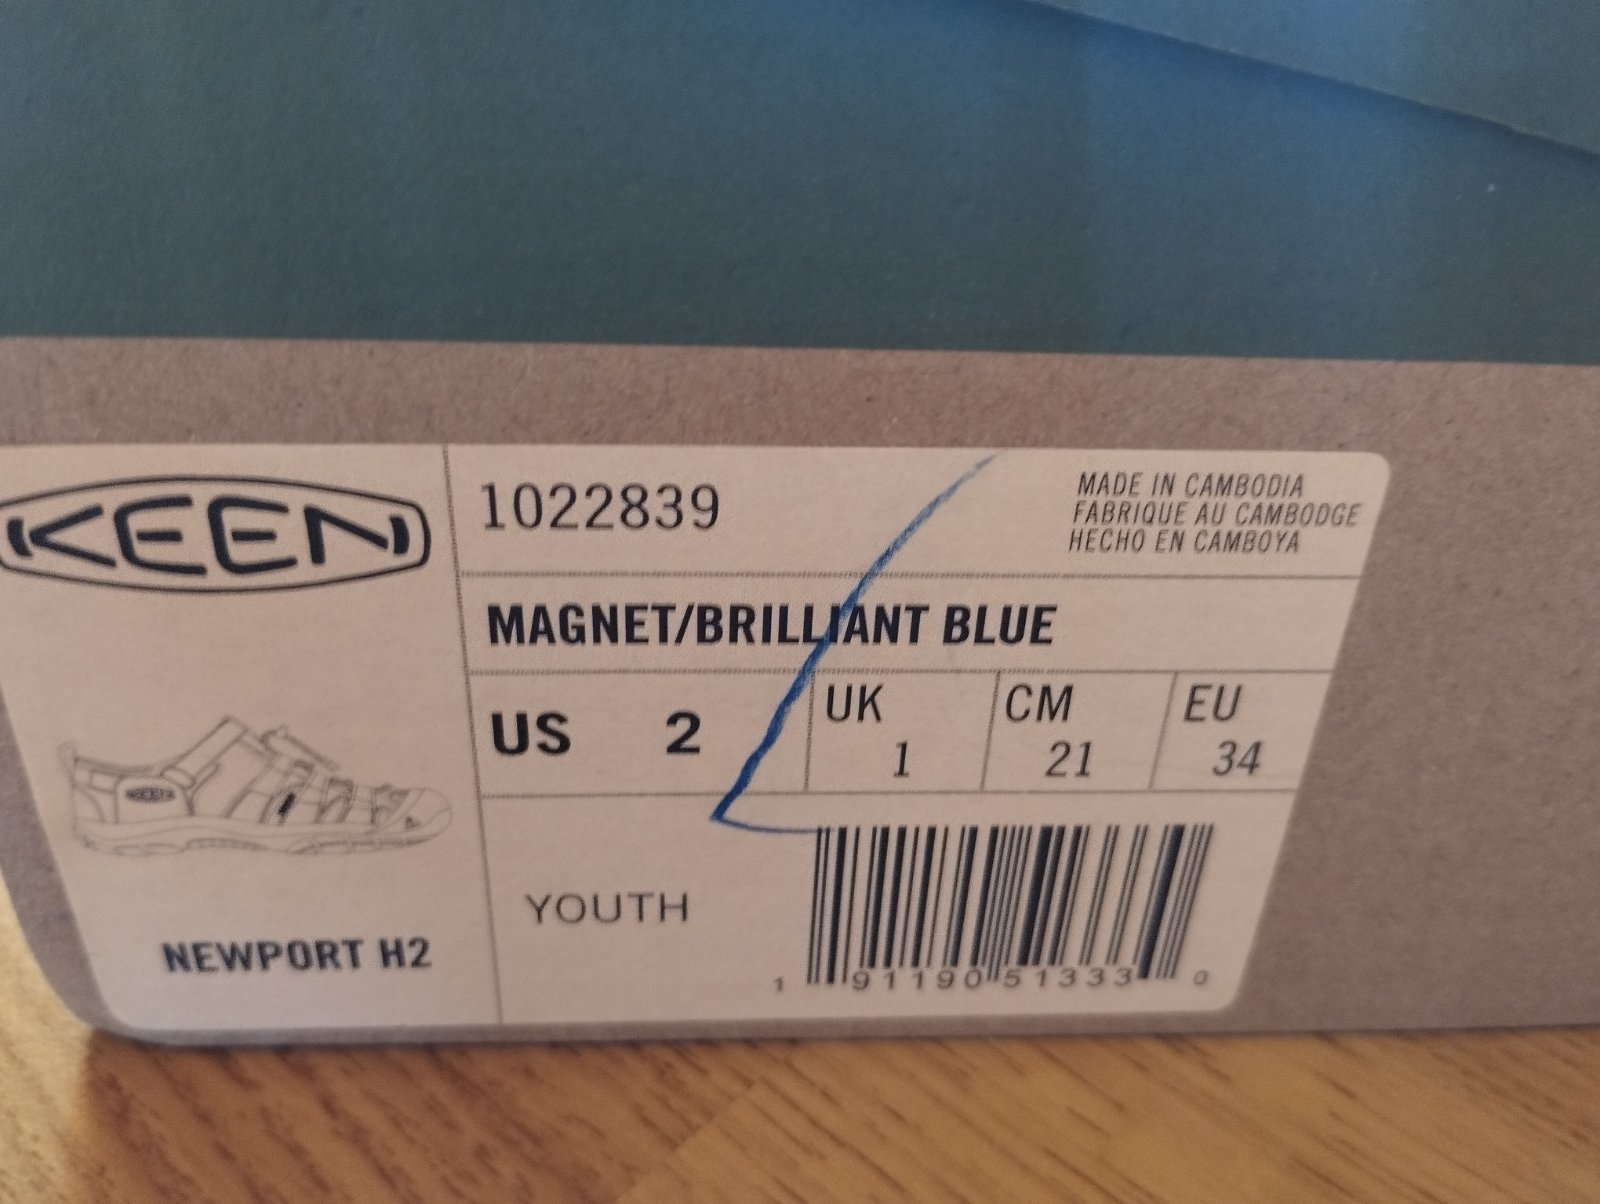 KEEN
1022839
MADE IN CAMBODIA
FABRIQUE AU CAMBODGE
HECHO EN CAMBOYA
MAGNET/BRILLIANT BLUE
US 2
UK 1
CM 21
EU 34
KEEN
NEWPORT H2
YOUTH
1 91190 51333 0